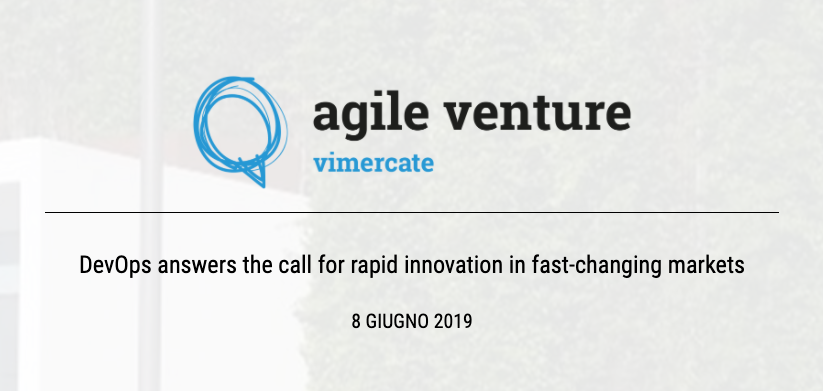 agile venture
vimercate
DevOps answers the call for rapid innovation in fast-changing markets
8 GIUGNO 2019